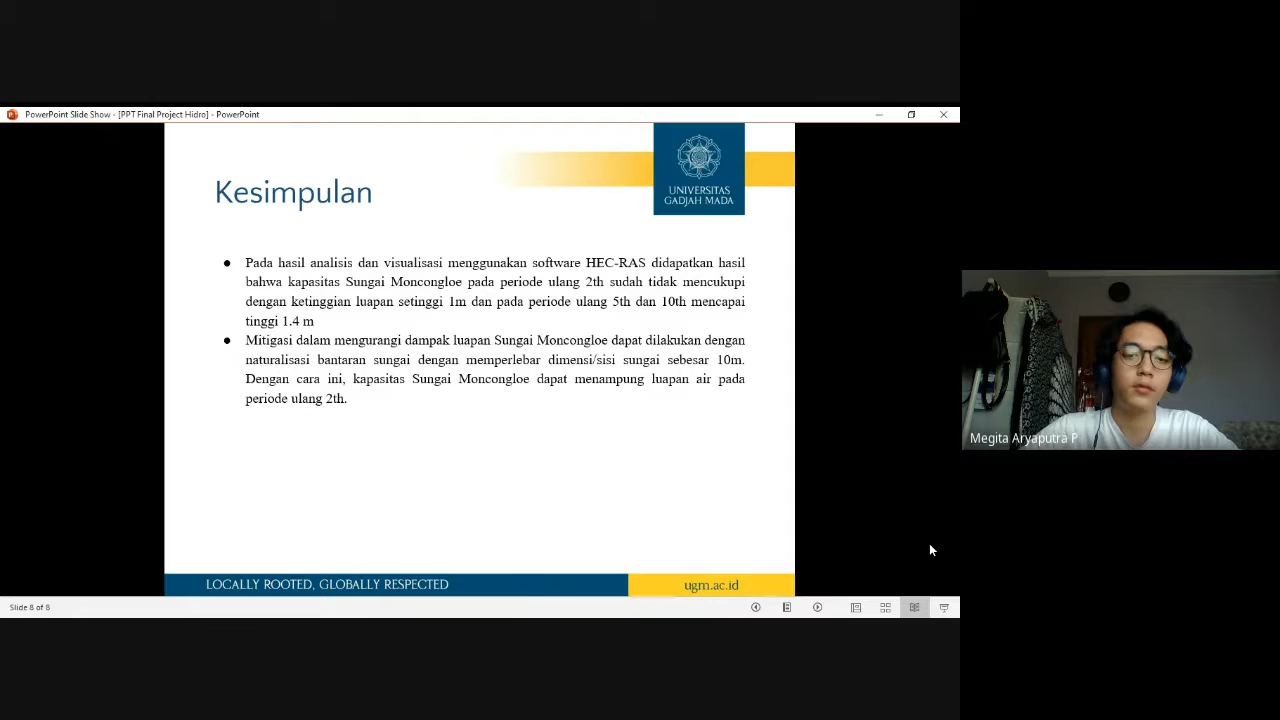 PowerPoint Slide Show - [PPT Final Project Hidro] - PowerPoint
UNIVERSITAS
GADJAH MADA
Kesimpulan
● Pada hasil analisis dan visualisasi menggunakan software HEC-RAS didapatkan hasil
bahwa kapasitas Sungai Moncongloe pada periode ulang 2th sudah tidak mencukupi
dengan ketinggian luapan setinggi 1m dan pada periode ulang 5th dan 10th mencapai
tinggi 1.4 m
● Mitigasi dalam mengurangi dampak luapan Sungai Moncongloe dapat dilakukan dengan
naturalisasi bantaran sungai dengan memperlebar dimensi/sisi sungai sebesar 10m.
Dengan cara ini, kapasitas Sungai Moncongloe dapat menampung luapan air pada
periode ulang 2th.
Megita Aryaputra P
LOCALLY ROOTED, GLOBALLY RESPECTED
ugm.ac.id
Slide 8 of 8